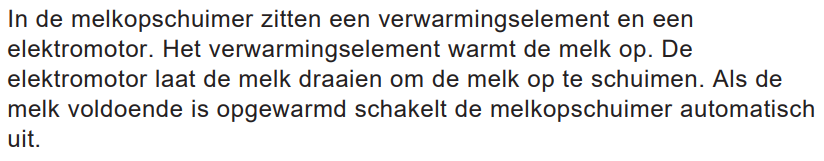 In de melkopschuimer zitten een verwarmingselement en een
elektromotor. Het verwarmingselement warmt de melk op. De
elektromotor laat de melk draaien om de melk op te schuimen. Als de
melk voldoende is opgewarmd schakelt de melkopschuimer automatisch
uit.